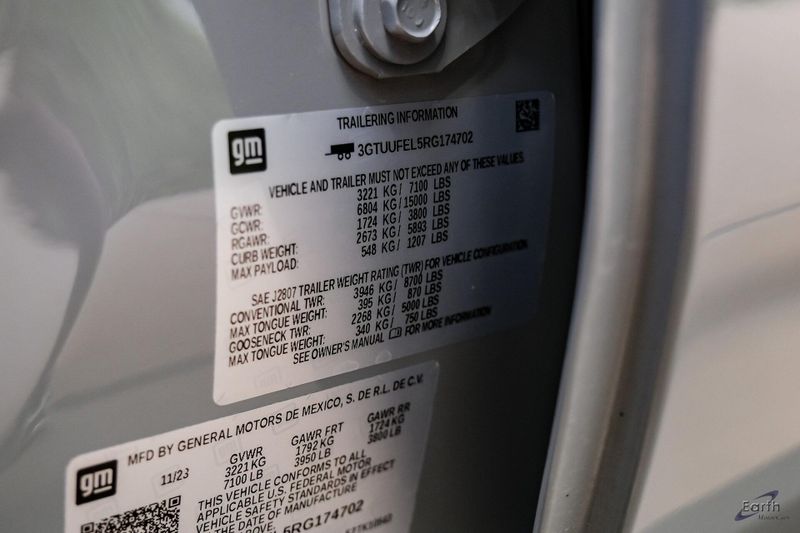 TRAILERING INFORMATION
gm
3GTUUFEL5RG174702
VEHICLE AND TRAILER MUST NOT EXCEED ANY OF THESE VALUES.
GVWR: 3221 KG/ 7100 LBS
GCWR: 6804 KG/ 15000 LBS
RGAWR: 1724 KG/ 3800 LBS
CURB WEIGHT: 2673 KG/ 5893 LBS
MAX PAYLOAD: 548 KG/ 1207 LBS
SAE J2807 TRAILER WEIGHT RATING (TWR) FOR VEHICLE CONFIGURATION
CONVENTIONAL TWR: 3946 KG/ 8700 LBS
MAX TONGUE WEIGHT: 395 KG/ 870 LBS
GOOSENECK TWR: 2268 KG/ 5000 LBS
MAX TONGUE WEIGHT: 340 KG/ 750 LBS
SEE OWNER'S MANUAL FOR MORE INFORMATION
gm
MFD BY GENERAL MOTORS DE MEXICO, S. DE R.L. DE C.V.
11/23
GVWR GAWR FRT GAWR RR
3221 KG 1792 KG 1724 KG
7100 LB 3950 LB 3800 LB
THIS VEHICLE CONFORMS TO ALL
APPLICABLE U.S. FEDERAL MOTOR
VEHICLE SAFETY STANDARDS IN EFFECT
THE DATE OF MANUFACTURE
5RG174702
Earth
MotorCars